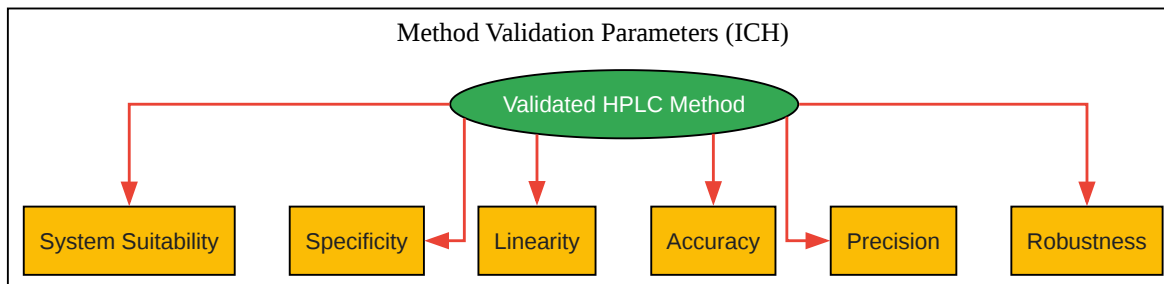 Method Validation Parameters (ICH)
Validated HPLC Method
System Suitability
Specificity
Linearity
Accuracy
Precision
Robustness